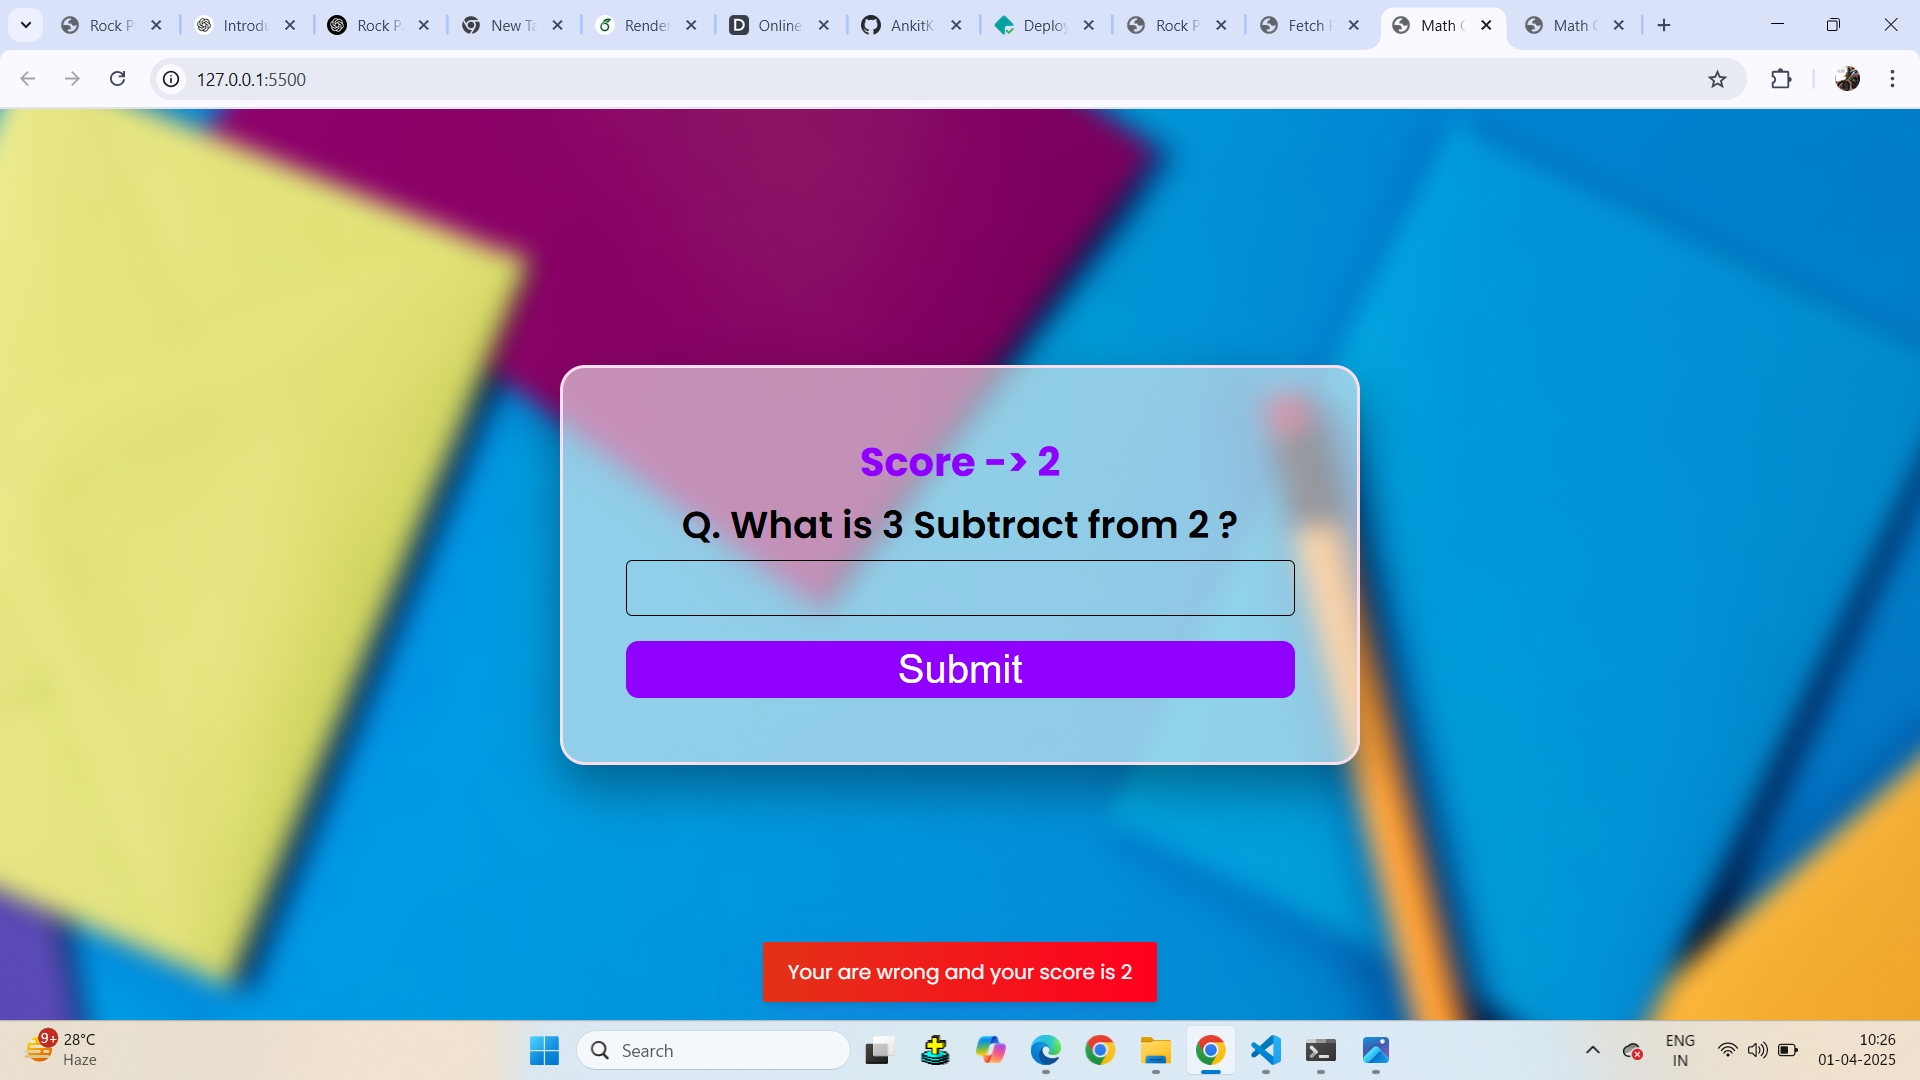 Rock P
Introdu
Rock P
New Ta
Render
Online
AnkitK
Deploy
Rock P
Fetch
Math
Math
127.0.0.1:5500
Score -> 2
Q. What is 3 Subtract from 2 ?
Submit
Your are wrong and your score is 2
9+
28°C
Haze
Search
ENG
IN
10:26
01-04-2025